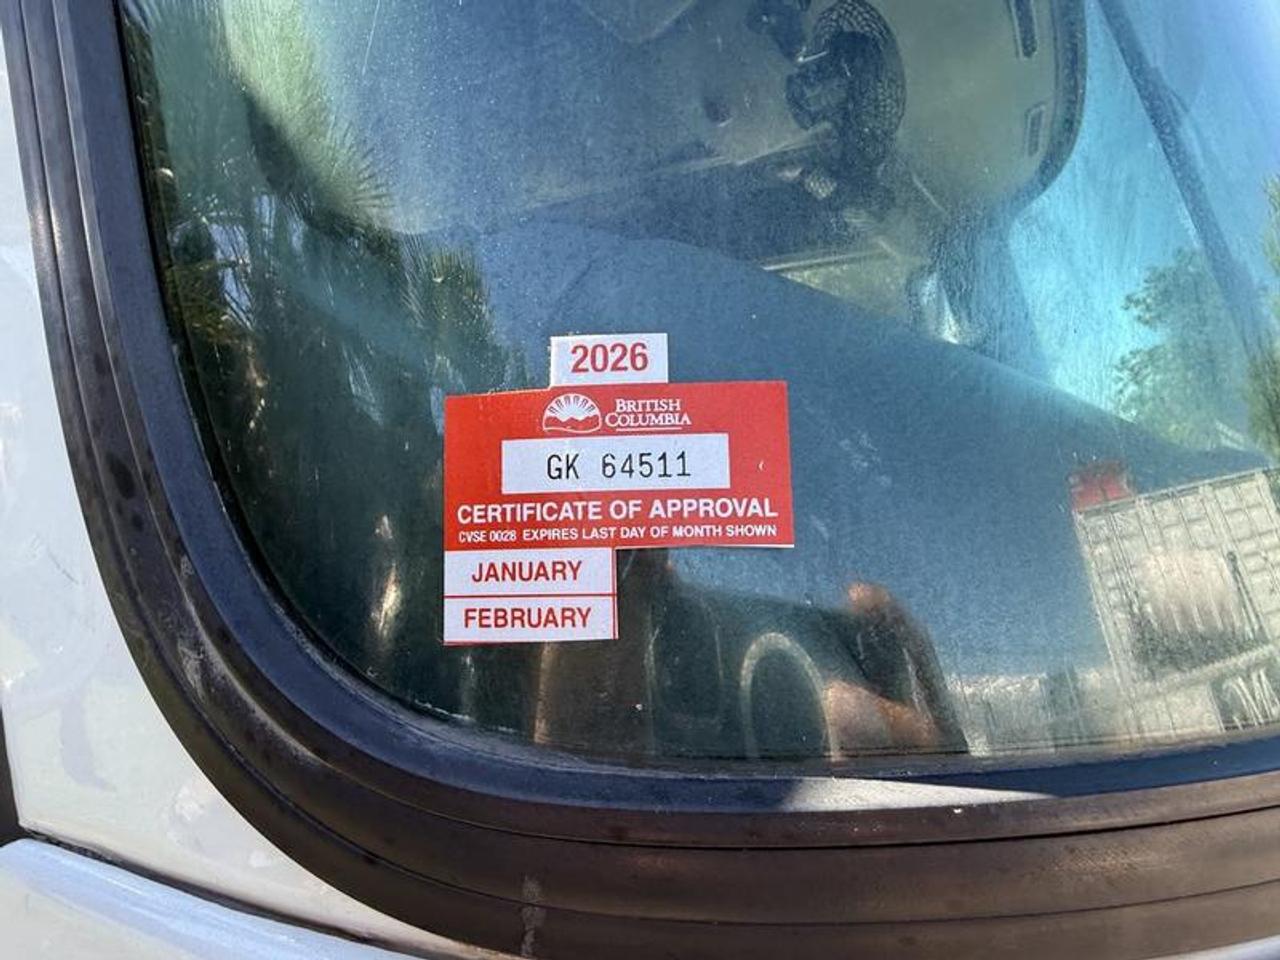 2026
BRITISH
COLUMBIA
GK 64511
CERTIFICATE OF APPROVAL
CVSE 0028 EXPIRES LAST DAY OF MONTH SHOWN
JANUARY
FEBRUARY